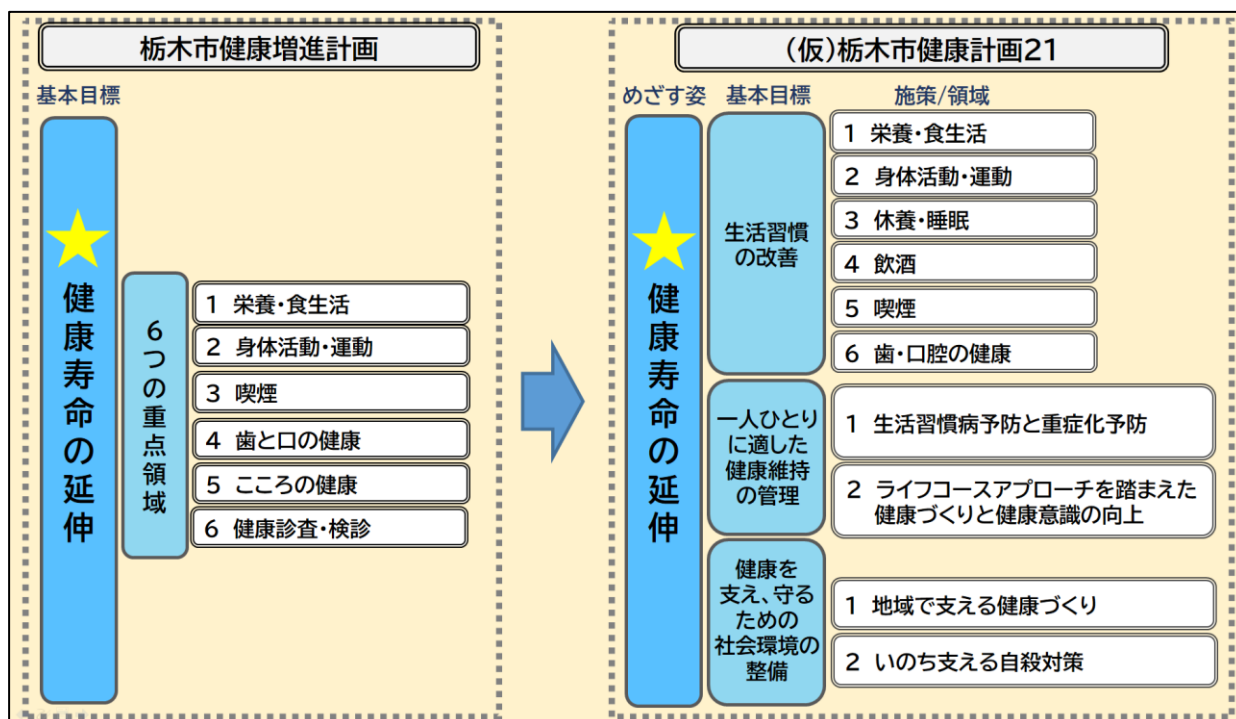 栃木市健康増進計画
基本目標
★
健康寿命の延伸
6つの重点領域
1 栄養・食生活
2 身体活動・運動
3 喫煙
4 歯と口の健康
5 こころの健康
6 健康診査・検診
(仮)栃木市健康計画21
めざす姿 基本目標 施策/領域
★
健康寿命の延伸
生活習慣
の改善
1 栄養・食生活
2 身体活動・運動
3 休養・睡眠
4 飲酒
5 喫煙
6 歯・口腔の健康
一人ひとり
に適した
健康維持
の管理
1 生活習慣病予防と重症化予防
2 ライフコースアプローチを踏まえた
健康づくりと健康意識の向上
健康を
支え、守る
ための
社会環境の
整備
1 地域で支える健康づくり
2 いのち支える自殺対策